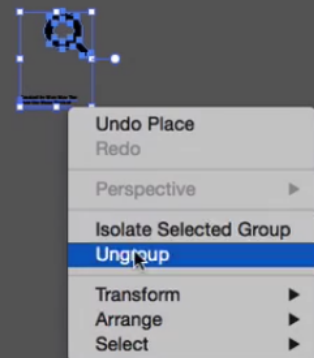 Undo Place
Redo
Perspective
Isolate Selected Group
Ungroup
Transform
Arrange
Select